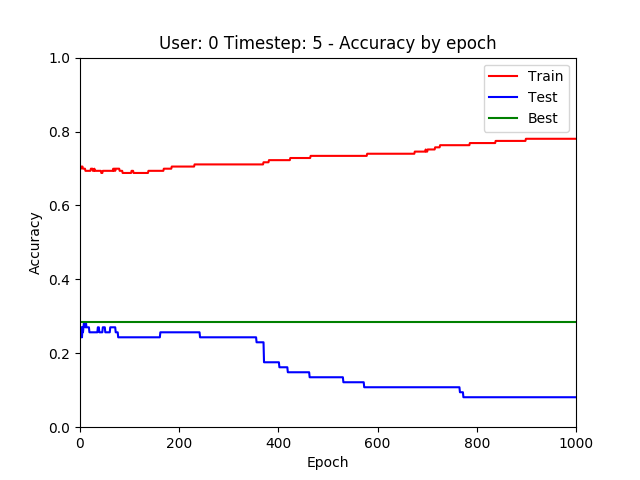 User: 0 Timestep: 5 - Accuracy by epoch
1.0
Train
Test
Best
0.8
0.6
Accuracy
0.4
0.2
0.0
0 200 400 600 800 1000
Epoch